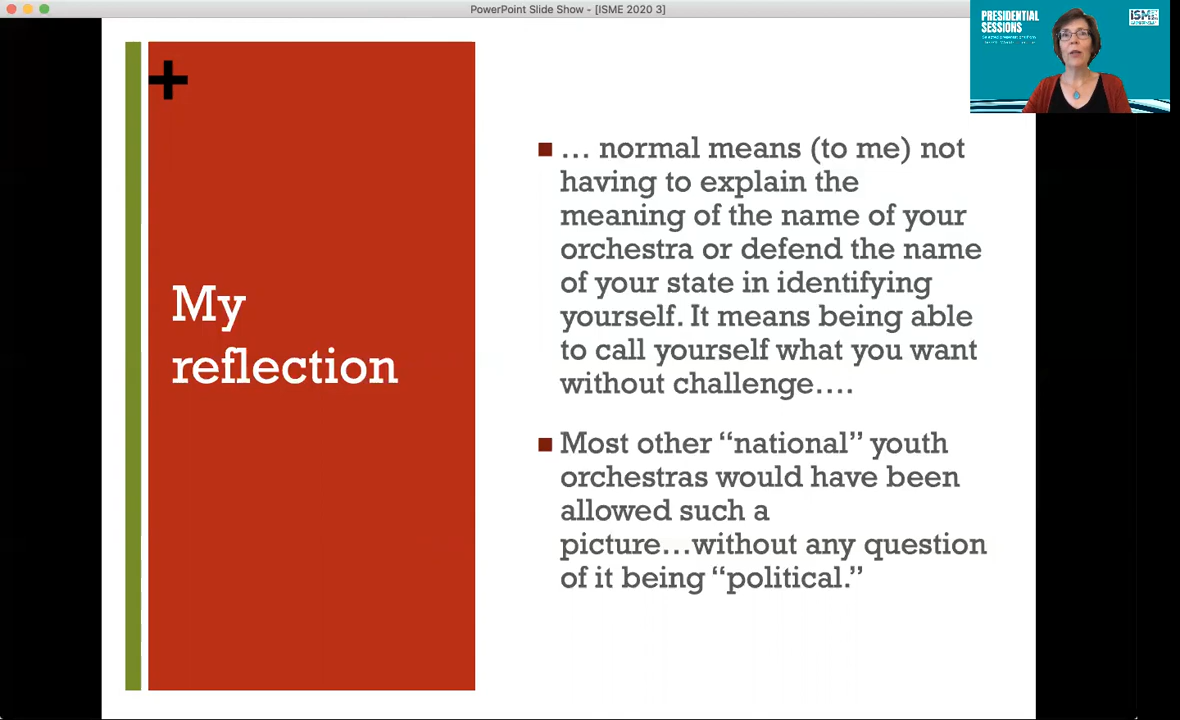 PowerPoint Slide Show - [ISME 2020 3]
PRESIDENTIAL
SESSIONS
ISME
+
My
reflection
… normal means (to me) not
having to explain the
meaning of the name of your
orchestra or defend the name
of your state in identifying
yourself. It means being able
to call yourself what you want
without challenge….
Most other “national” youth
orchestras would have been
allowed such a
picture…without any question
of it being “political.”